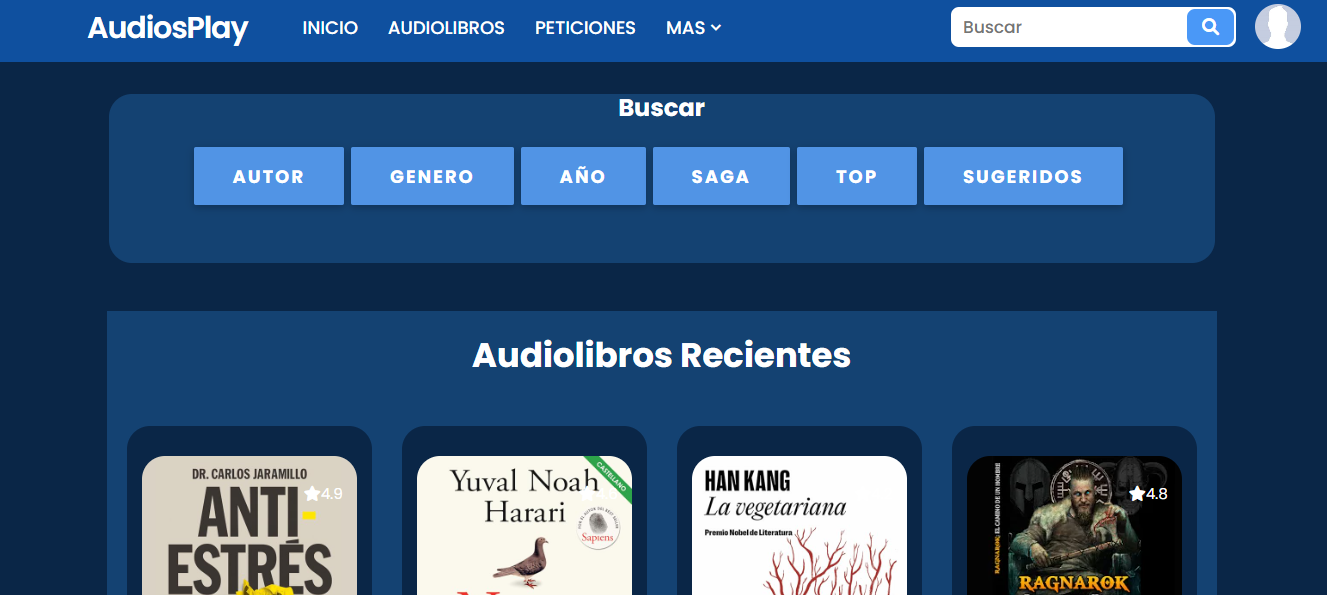 AudiosPlay
INICIO
AUDIOLIBROS
PETICIONES
MAS
Buscar
Buscar
AUTOR
GENERO
AÑO
SAGA
TOP
SUGERIDOS
Audiolibros Recientes
DR. CARLOS JARAMILLO
4.9
ANTI-
ESTRÉS
Yuval Noah
Harari
CASTELLANO
Sapiens
HAN KANG
La vegetariana
Premio Nobel de Literatura
RAGNAROK, EL CAMINO DE UN HOMBRE
4.8
RAGNAROK